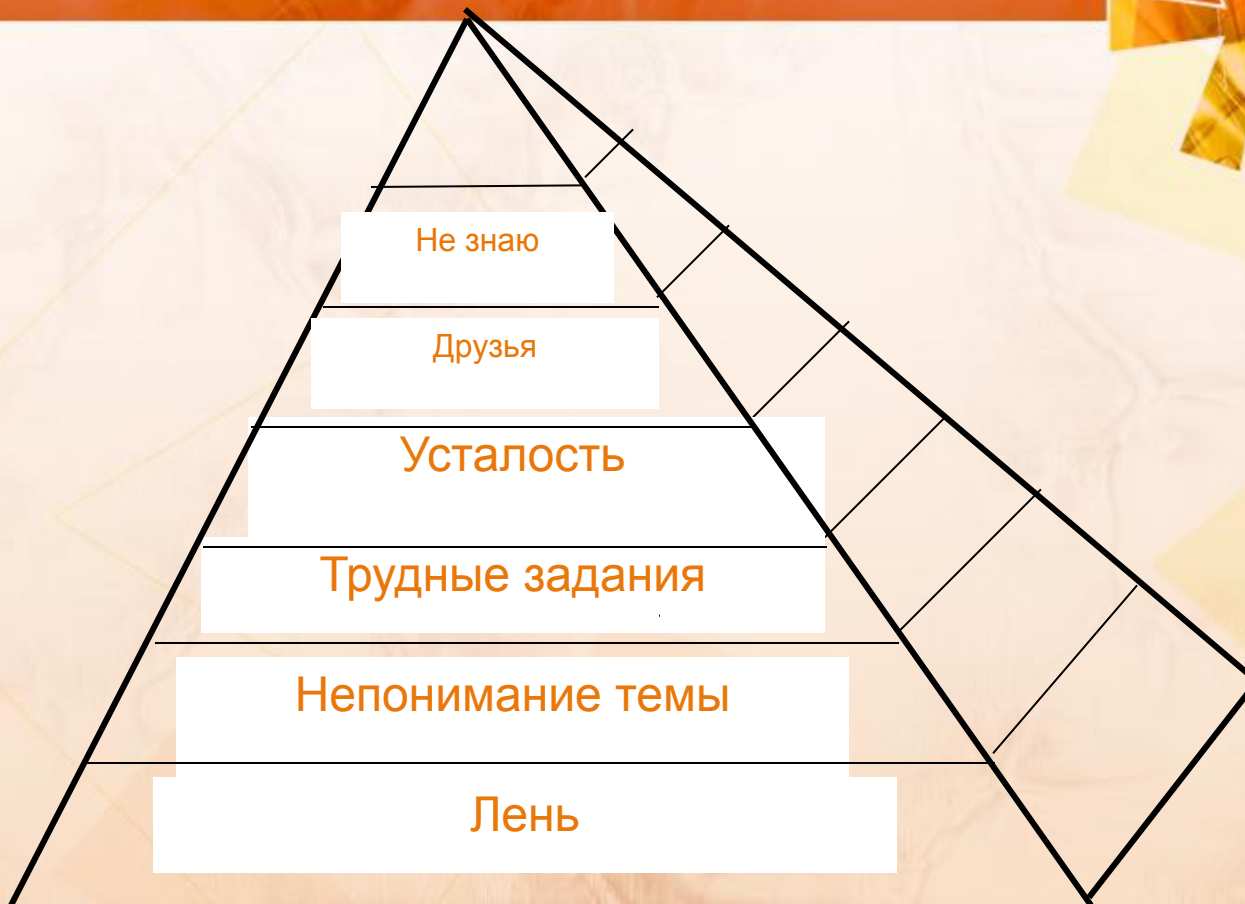 Не знаю
Друзья
Усталость
Трудные задания
Непонимание темы
Лень